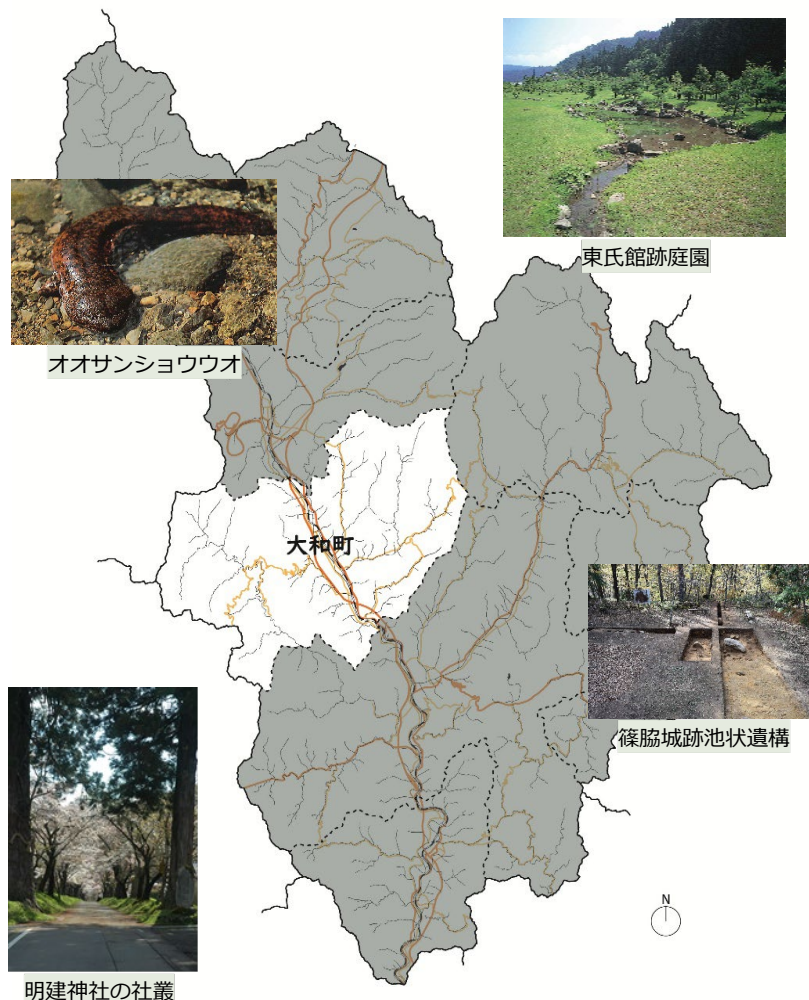 東氏館跡庭園
オオサンショウウオ
大和町
篠脇城跡池状遺構
N
明建神社の社叢